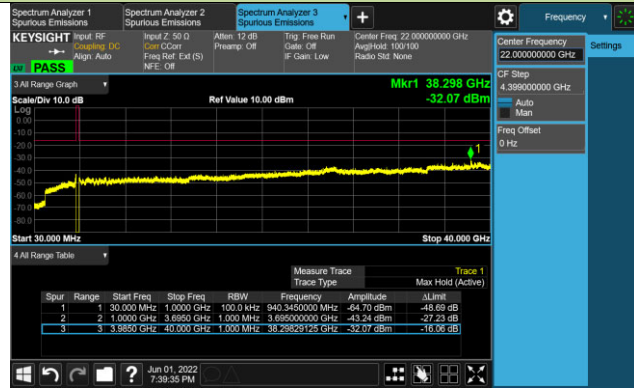 Spectrum Analyzer 1
Spurious Emissions
Spectrum Analyzer 2
Spurious Emissions
Spectrum Analyzer 3
Spurious Emissions
Frequency
KEYSIGHT
Input: RF
Coupling: DC
Align: Auto
Input Z: 50 Ω
Corr CCorr
Freq Ref: Ext (S)
NFE: Off
Atten: 12 dB
Preamp: Off
Trig: Free Run
Gate: Off
IF Gain: Low
Center Freq: 22.000000000 GHz
Avg|Hold: 100/100
Radio Std: None
LXI PASS
Center Frequency
22.000000000 GHz
Settings
CF Step
4.399000000 GHz
Auto
Man
Freq Offset
0 Hz
3 All Range Graph
Mkr1 38.298 GHz
-32.07 dBm
Scale/Div 10.0 dB
Ref Value 10.00 dBm
Log
0.00
-10.0
-20.0
-30.0
-40.0
-50.0
-60.0
-70.0
-80.0
1
Start 30.000 MHz
Stop 40.000 GHz
4 All Range Table
Measure Trace Trace 1
Trace Type Max Hold (Active)
Spur Range Start Freq Stop Freq RBW Frequency Amplitude ΔLimit
1 1 30.000 MHz 1.0000 GHz 100.0 kHz 940.3450000 MHz -64.70 dBm -48.69 dB
2 2 1.0000 GHz 3.6950 GHz 1.000 MHz 3.695000000 GHz -43.24 dBm -27.23 dB
3 3 3.9850 GHz 40.000 GHz 1.000 MHz 38.29829125 GHz -32.07 dBm -16.06 dB
Jun 01, 2022
7:39:35 PM